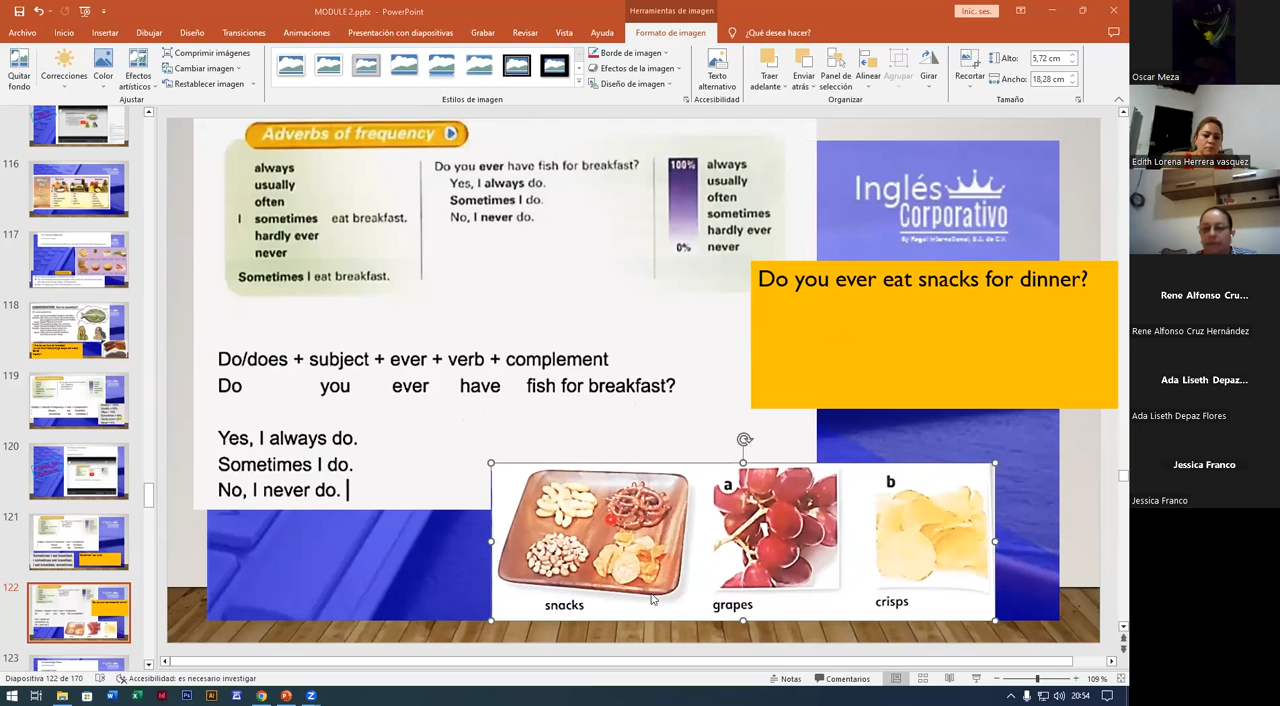 MODULE 2.pptx - PowerPoint
Herramientas de imagen
Inic. ses.
Archivo
Inicio
Insertar
Dibujar
Diseño
Transiciones
Animaciones
Presentación con diapositivas
Grabar
Revisar
Vista
Ayuda
Formato de imagen
¿Qué desea hacer?
Quitar fondo
Correcciones
Color
Efectos artísticos
Comprimir imágenes
Cambiar imagen
Restablecer imagen
Ajustar
Estilos de imagen
Borde de imagen
Efectos de la imagen
Diseño de imagen
Texto alternativo
Accesibilidad
Traer adelante
Enviar atrás
Panel de selección
Alinear
Agrupar
Girar
Organizar
Recortar
Alto: 5,72 cm
Ancho: 18,28 cm
Tamaño
116
117
118
119
120
121
122
123
Adverbs of frequency
always
usually
often
I sometimes eat breakfast.
hardly ever
never
Sometimes I eat breakfast.
Do you ever have fish for breakfast?
Yes, I always do.
Sometimes I do.
No, I never do.
100%
0%
always
usually
often
sometimes
hardly ever
never
Inglés
Corporativo
By Regal International, S.A. de C.V.
Do you ever eat snacks for dinner?
Do/does + subject + ever + verb + complement
Do you ever have fish for breakfast?
Yes, I always do.
Sometimes I do.
No, I never do.
a
b
snacks
grapes
crisps
Oscar Meza
Edith Lorena Herrera vasquez
Rene Alfonso Cru...
Rene Alfonso Cruz Hernández
Ada Liseth Depaz...
Ada Liseth Depaz Flores
Jessica Franco
Jessica Franco
Diapositiva 122 de 170
Accesibilidad: es necesario investigar
Notas
Comentarios
109 %
20:54